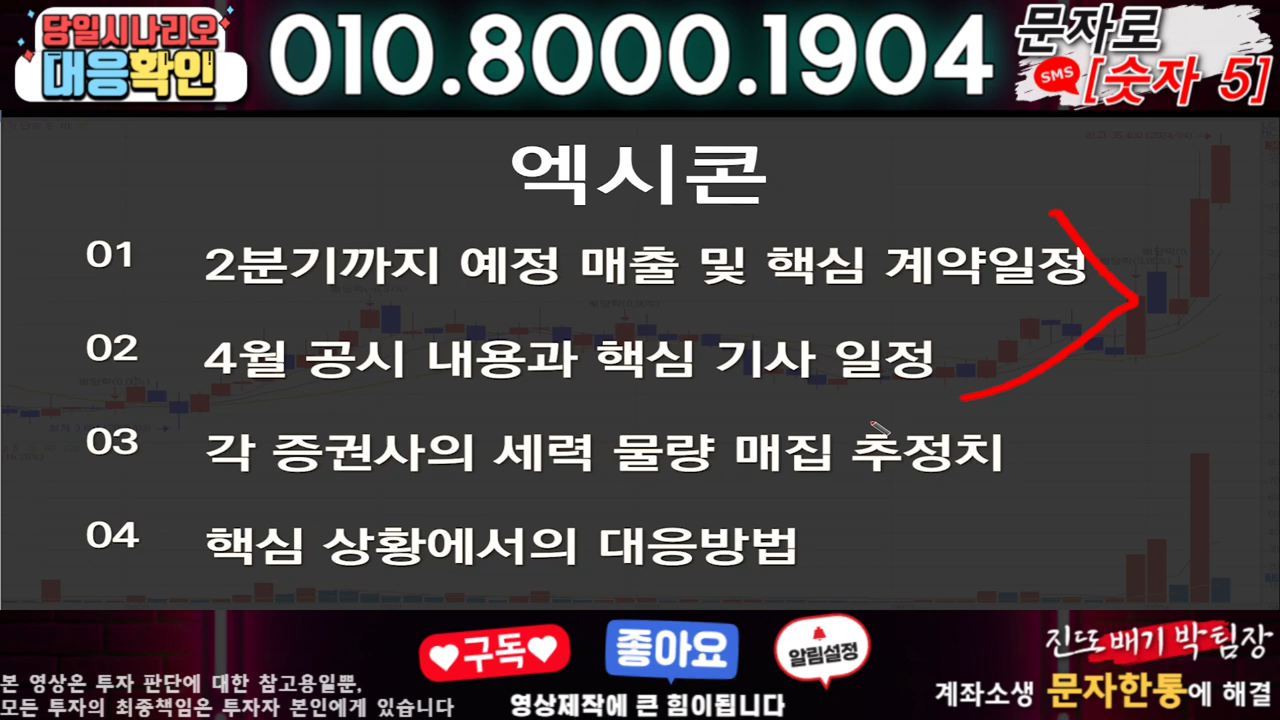 당일시나리오
대응확인
010.8000.1904
문자로
SMS
[숫자 5]
엑시콘
01 2분기까지 예정 매출 및 핵심 계약일정
02 4월 공시 내용과 핵심 기사 일정
03 각 증권사의 세력 물량 매집 추정치
04 핵심 상황에서의 대응방법
구독
좋아요
알림설정
영상제작에 큰 힘이됩니다
본 영상은 투자 판단에 대한 참고용일뿐,
모든 투자의 최종책임은 투자자 본인에게 있습니다
진또배기 박팀장
계좌소생 문자한통에 해결